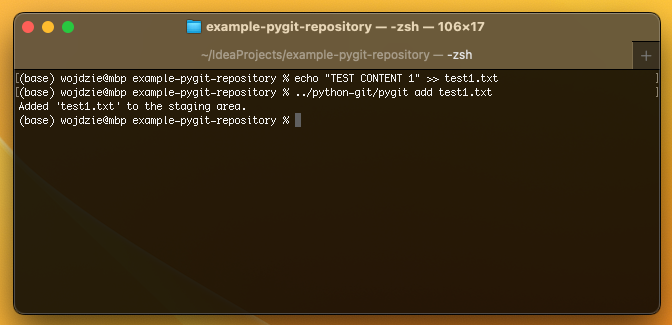 example-pygit-repository — -zsh — 106×17
~/IdeaProjects/example-pygit-repository — -zsh +
[(base) wojdzie@mbp example-pygit-repository % echo "TEST CONTENT 1" >> test1.txt ]
[(base) wojdzie@mbp example-pygit-repository % ../python-git/pygit add test1.txt ]
Added 'test1.txt' to the staging area.
(base) wojdzie@mbp example-pygit-repository %